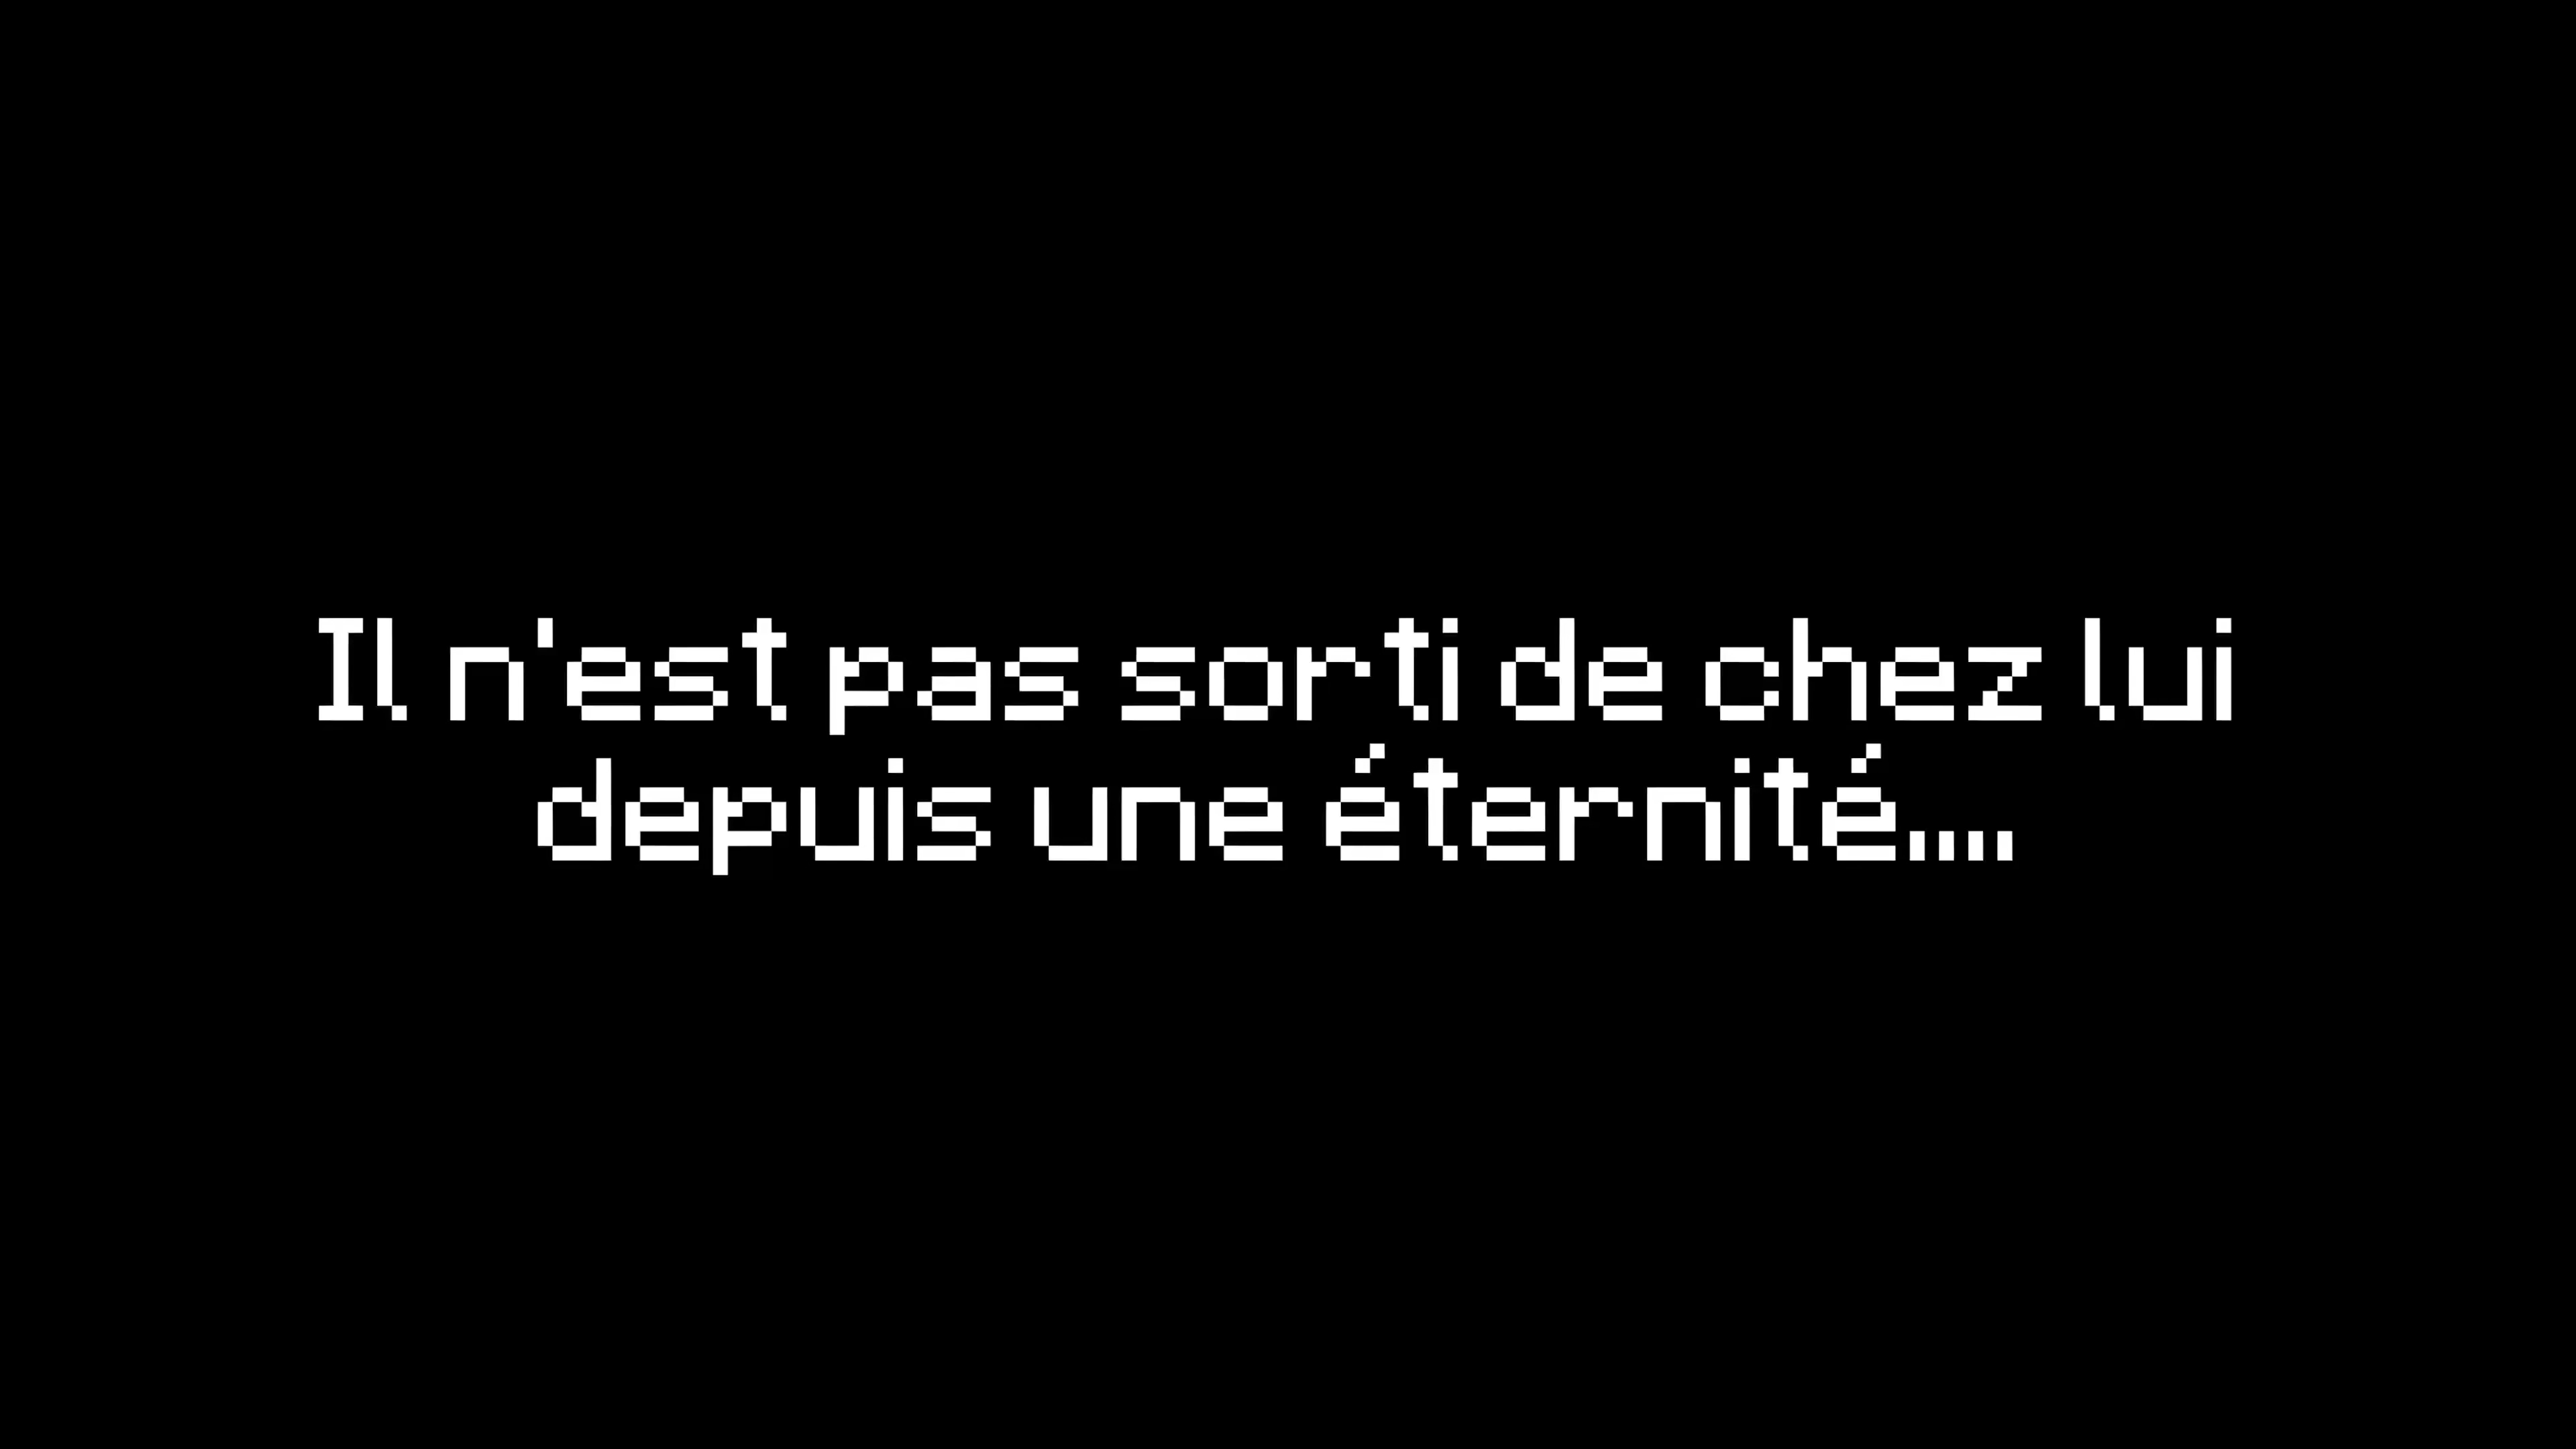 Il n'est pas sorti de chez lui
depuis une éternité....